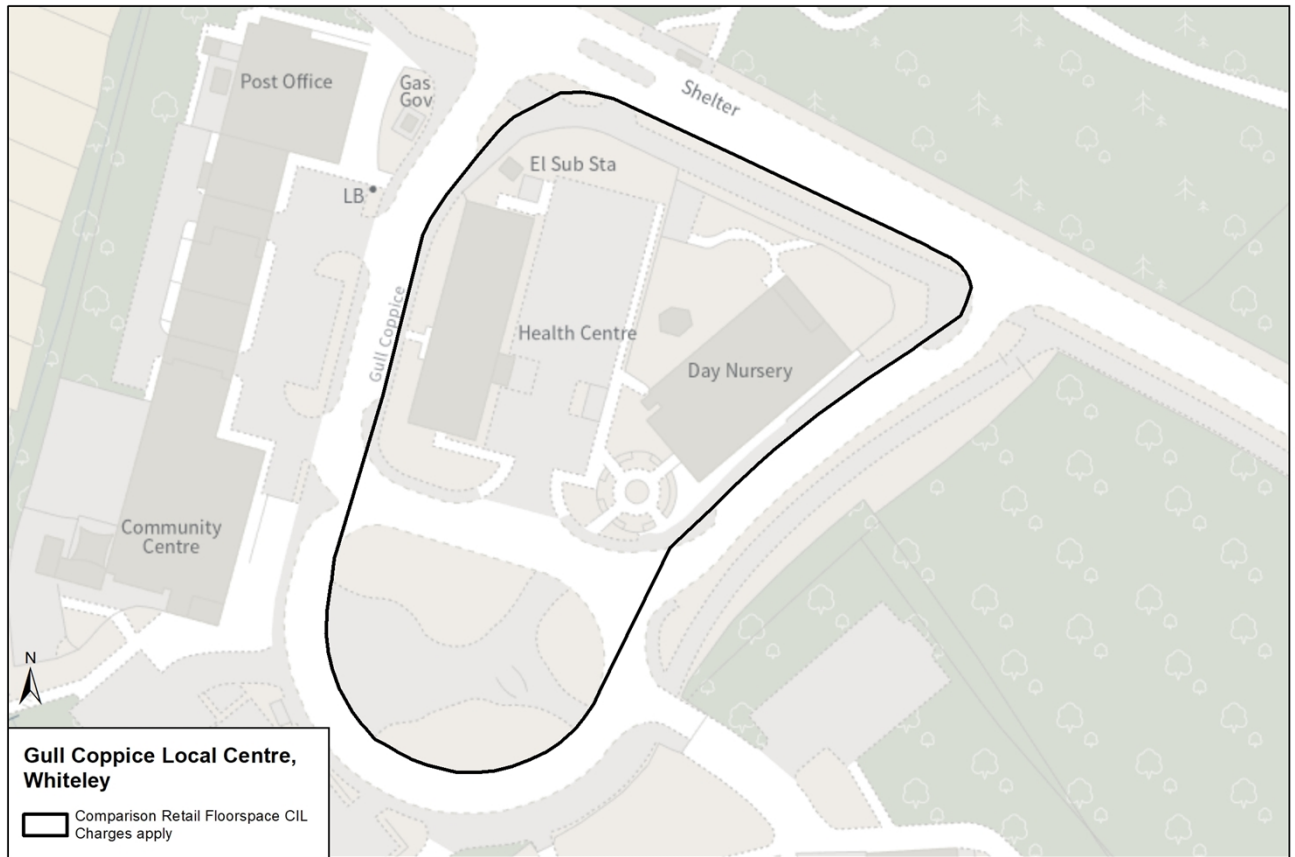 Post Office
Gas
Gov
Shelter
El Sub Sta
LB
Gull Coppice
Health Centre
Day Nursery
Community
Centre
N
Gull Coppice Local Centre,
Whiteley
Comparison Retail Floorspace CIL
Charges apply